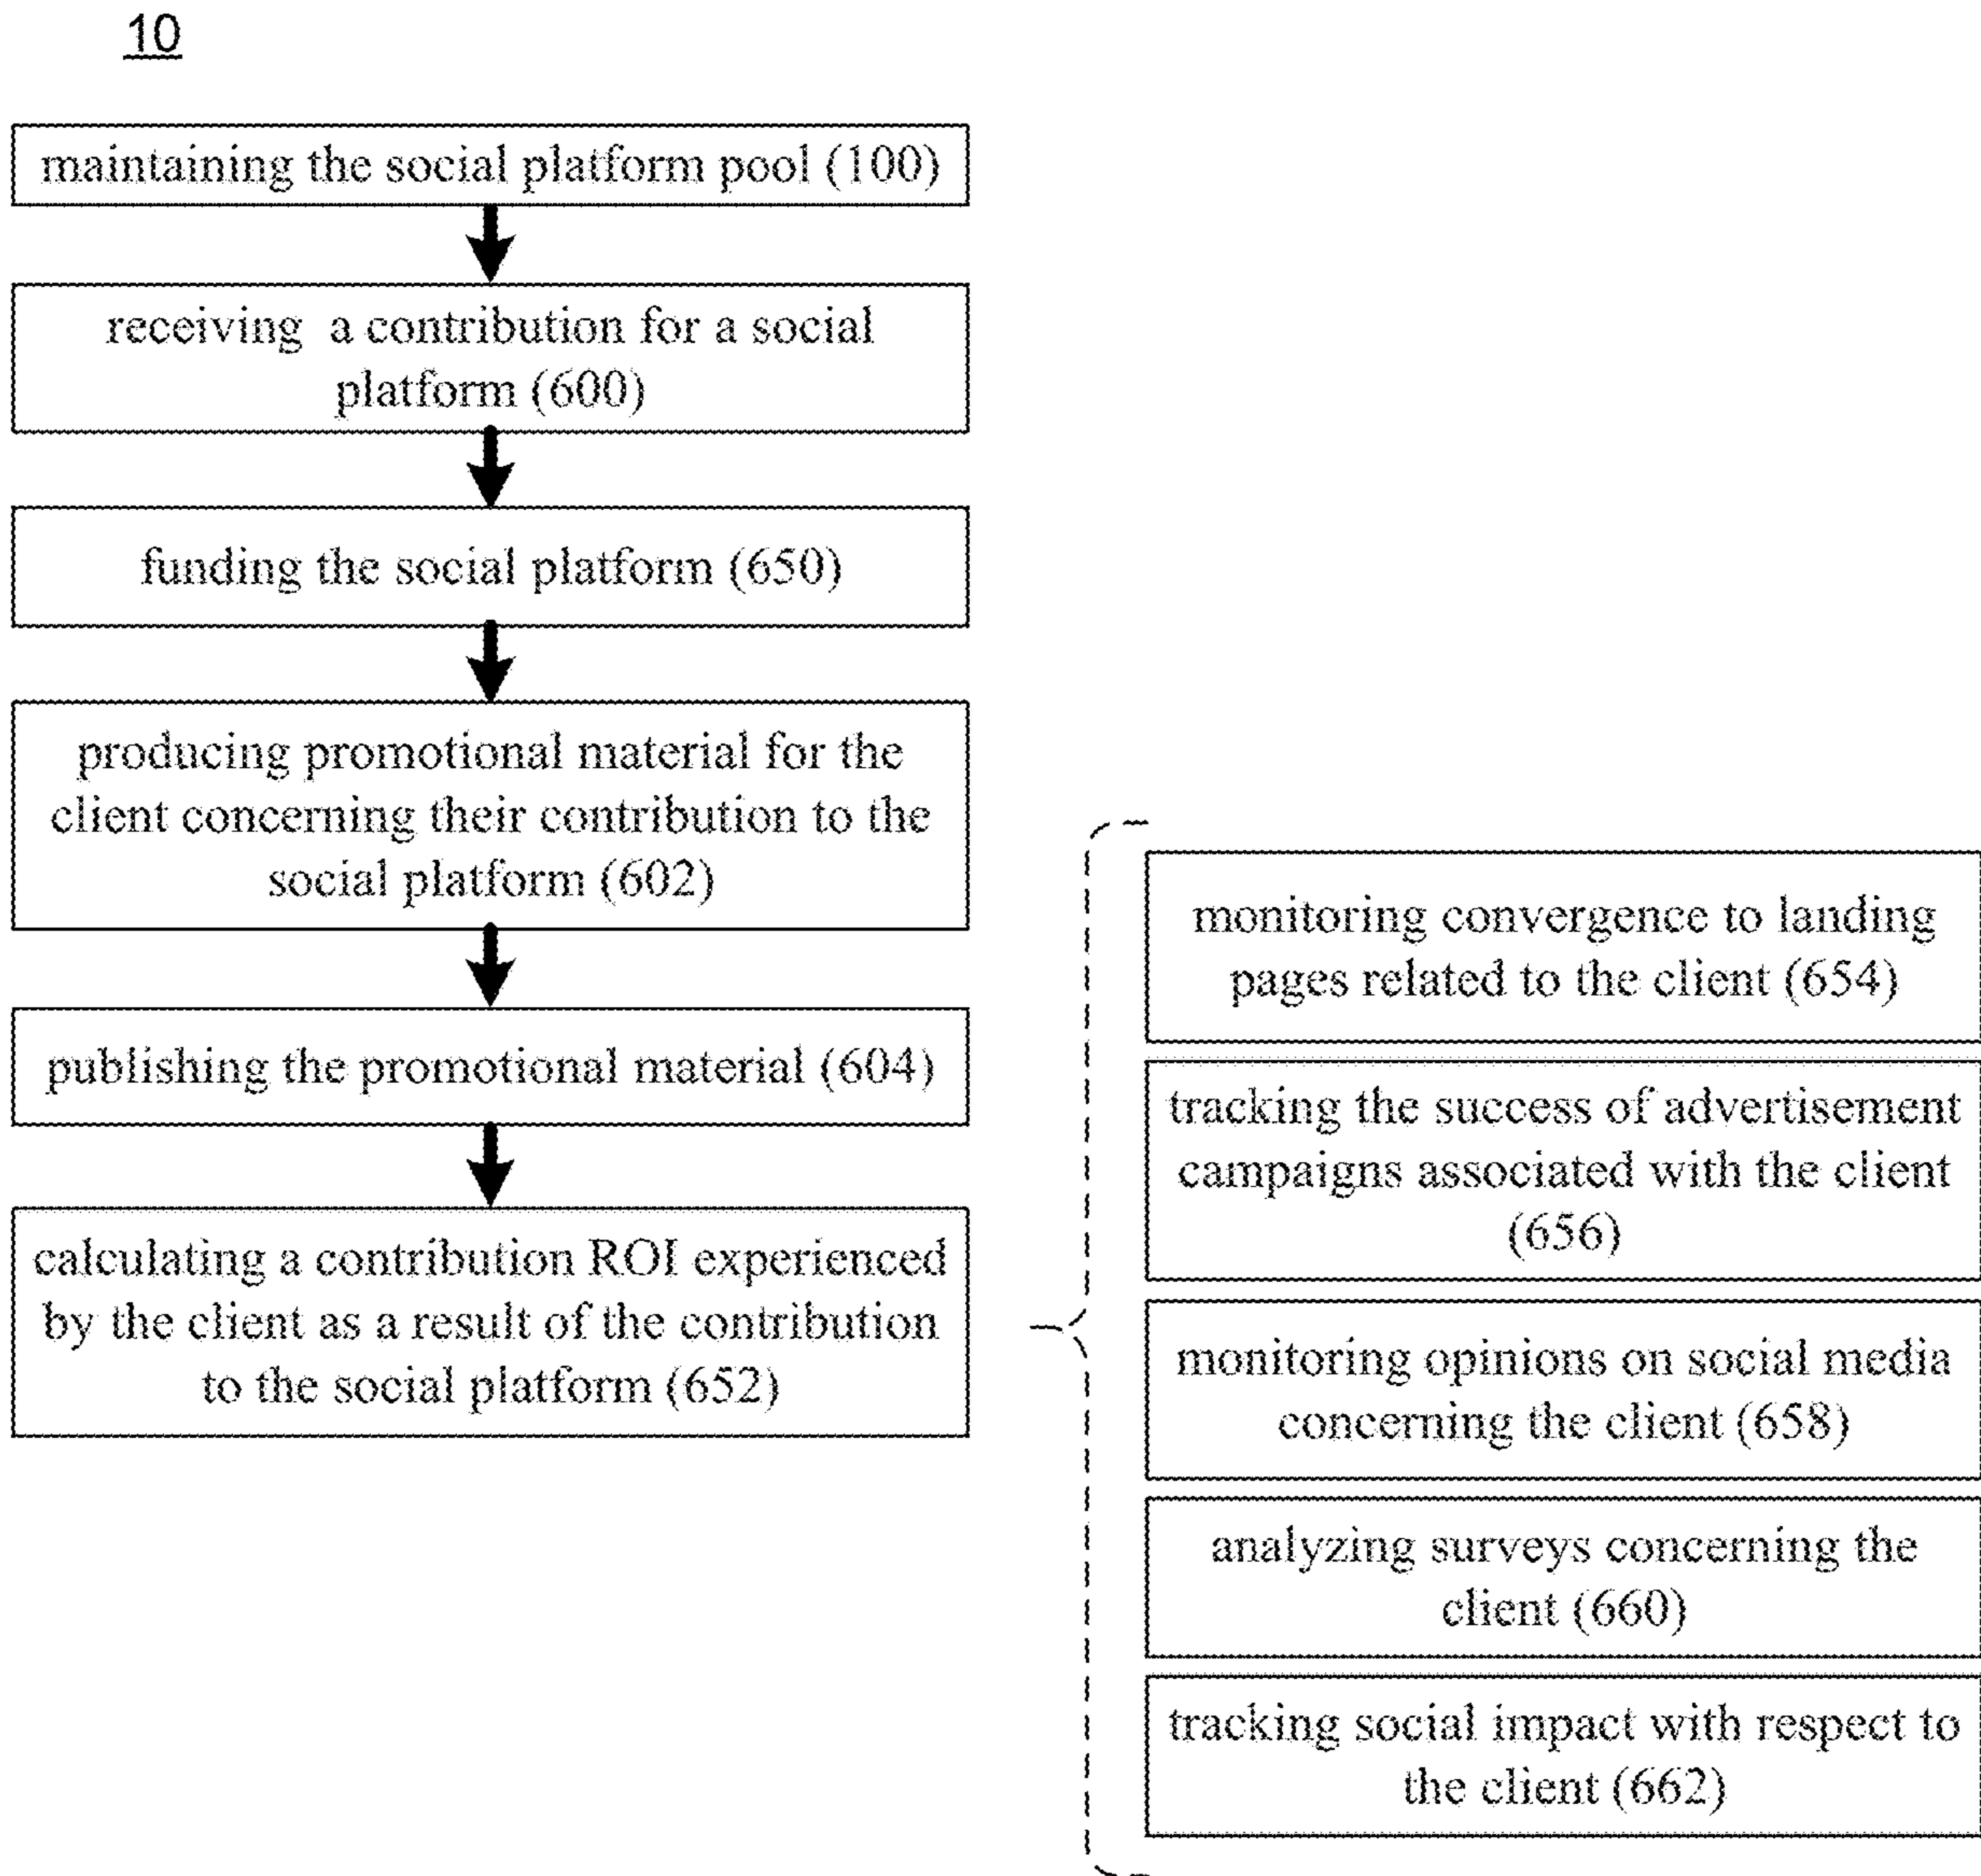 10
maintaining the social platform pool (100)
receiving a contribution for a social
platform (600)
funding the social platform (650)
producing promotional material for the
client concerning their contribution to the
social platform (602)
publishing the promotional material (604)
calculating a contribution ROI experienced
by the client as a result of the contribution
to the social platform (652)
monitoring convergence to landing
pages related to the client (654)
tracking the success of advertisement
campaigns associated with the client
(656)
monitoring opinions on social media
concerning the client (658)
analyzing surveys concerning the
client (660)
tracking social impact with respect to
the client (662)